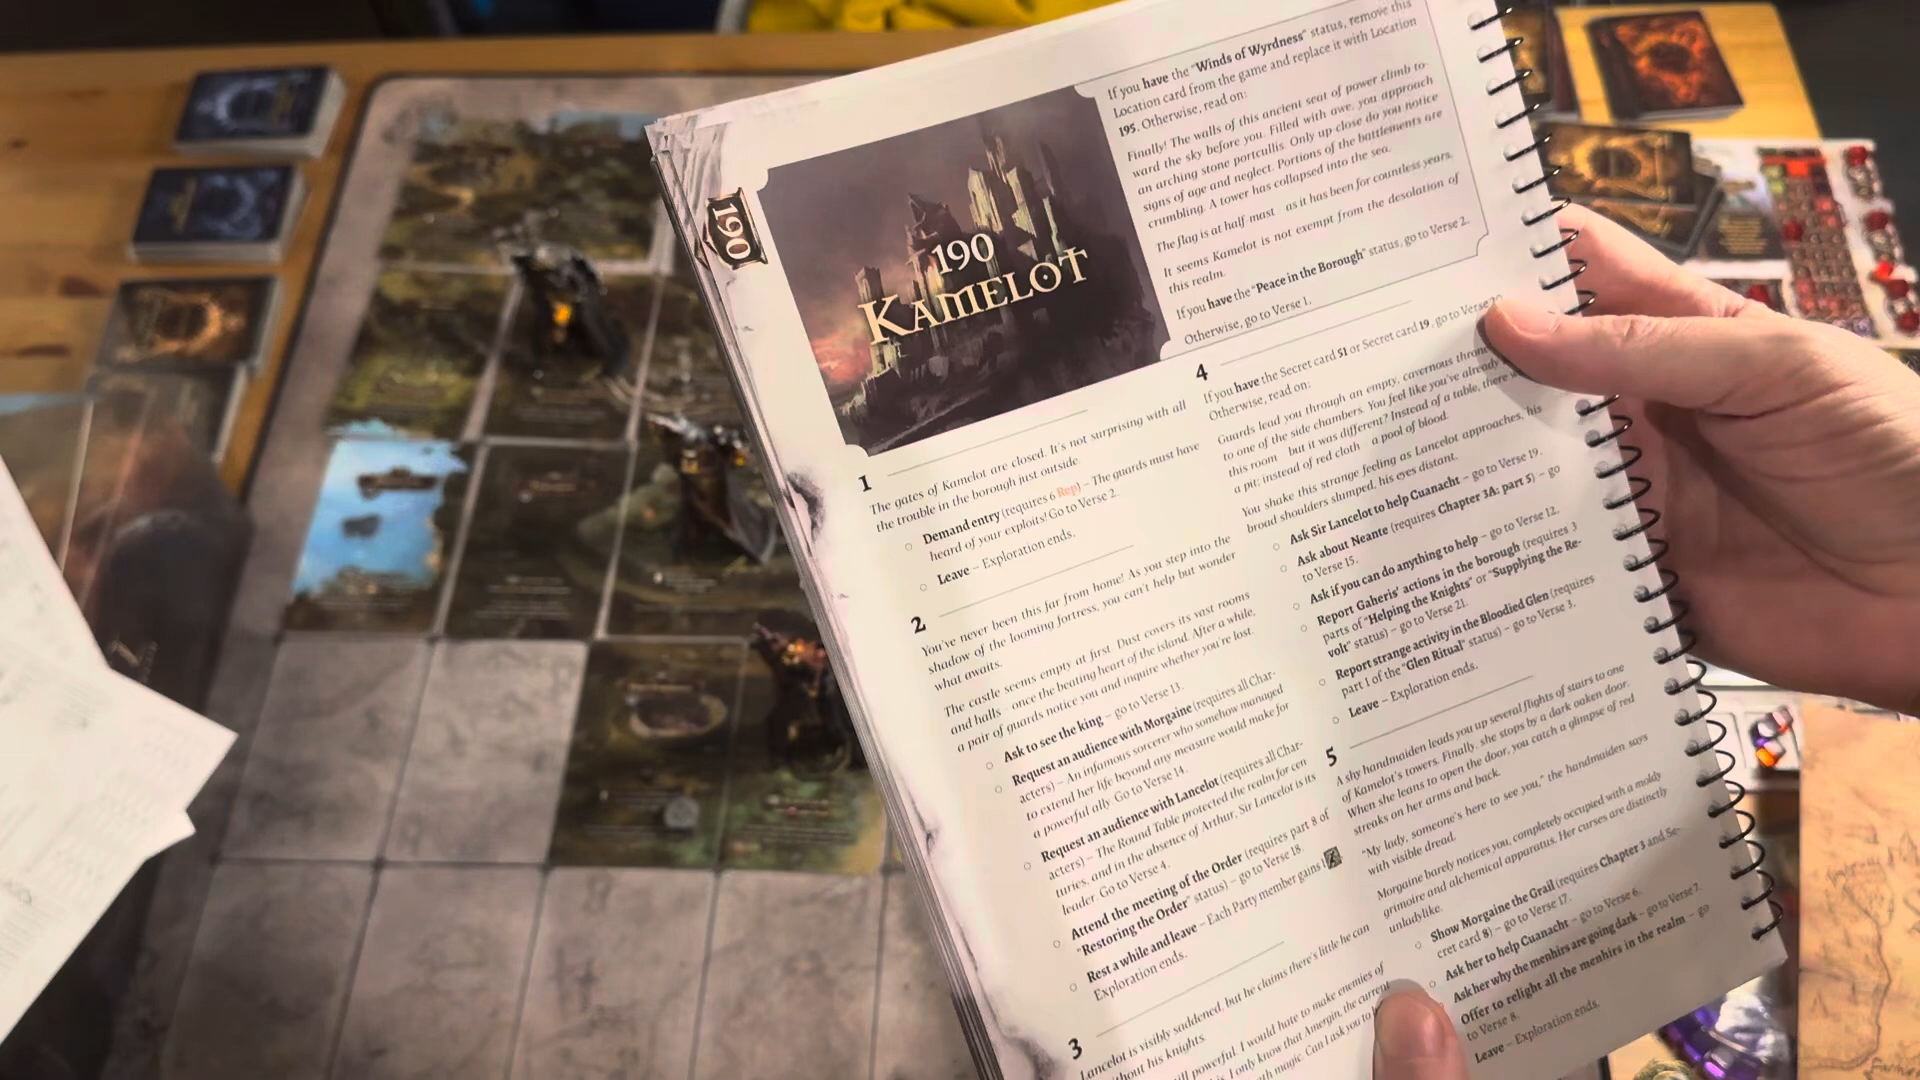 190
190
KAMELOT
If you have the "Winds of Wyrdness" status, remove this
Location card from the game and replace it with Location
195. Otherwise, read on:
Finally! The walls of this ancient seat of power climb to-
ward the sky before you. Filled with awe, you approach
an arching stone portcullis. Only up close do you notice
signs of age and neglect. Portions of the battlements are
crumbling. A tower has collapsed into the sea.
The flag is at half-mast as it has been for countless years.
It seems Kamelot is not exempt from the desolation of
this realm.
If you have the "Peace in the Borough" status, go to Verse 2.
Otherwise, go to Verse 1.
1
The gates of Kamelot are closed. It's not surprising with all
the trouble in the borough just outside.
Demand entry (requires 6 Rep) – The guards must have
heard of your exploits! Go to Verse 2.
Leave – Exploration ends.
2
You've never been this far from home! As you step into the
shadow of the looming fortress, you can't help but wonder
what awaits.
The castle seems empty at first. Dust covers its vast rooms
and halls once the beating heart of the island. After a while,
a pair of guards notice you and inquire whether you're lost.
Ask to see the king – go to Verse 13.
Request an audience with Morgaine (requires all Char-
acters) – An infamous sorcerer who somehow managed
to extend her life beyond any measure would make for
a powerful ally. Go to Verse 14.
Request an audience with Lancelot (requires all Char-
acters) – The Round Table protected the realm for cen
turies, and in the absence of Arthur, Sir Lancelot is its
leader. Go to Verse 4.
Attend the meeting of the Order (requires part 8 of
"Restoring the Order" status) – go to Verse 18.
Rest a while and leave – Each Party member gains 1
Exploration ends.
3
Lancelot is visibly saddened, but he claims there's little he can
without his knights.
ill powerful. I would hate to make enemies of
I only know that Amergin, the current
magic. Can I ask you to
4
If you have the Secret card 51 or Secret card 19, go to Verse
Otherwise, read on:
Guards lead you through an empty, cavernous throne
to one of the side chambers. You feel like you've already
this room but it was different? Instead of a table, there
a pit; instead of red cloth a pool of blood.
You shake this strange feeling as Lancelot approaches, his
broad shoulders slumped, his eyes distant.
Ask Sir Lancelot to help Cuanacht – go to Verse 19.
Ask about Neante (requires Chapter 3A: part 5) – go
to Verse 15.
Ask if you can do anything to help – go to Verse 12.
Report Gaheris' actions in the borough (requires 3
parts of "Helping the Knights" or "Supplying the Re-
volt" status) – go to Verse 21.
Report strange activity in the Bloodied Glen (requires
part 1 of the "Glen Ritual" status) – go to Verse 3.
Leave – Exploration ends.
5
A shy handmaiden leads you up several flights of stairs to one
of Kamelot's towers. Finally, she stops by a dark oaken door.
When she leans to open the door, you catch a glimpse of red
streaks on her arms and back.
"My lady, someone's here to see you," the handmaiden says
with visible dread.
Morgaine barely notices you, completely occupied with a moldy
grimoire and alchemical apparatus. Her curses are distinctly
unladylike.
Show Morgaine the Grail (requires Chapter 3 and Se-
cret card 8) – go to Verse 17.
Ask her to help Cuanacht – go to Verse 6.
Ask her why the menhirs are going dark – go to Verse 7.
Offer to relight all the menhirs in the realm – go
to Verse 8.
Leave – Exploration ends.